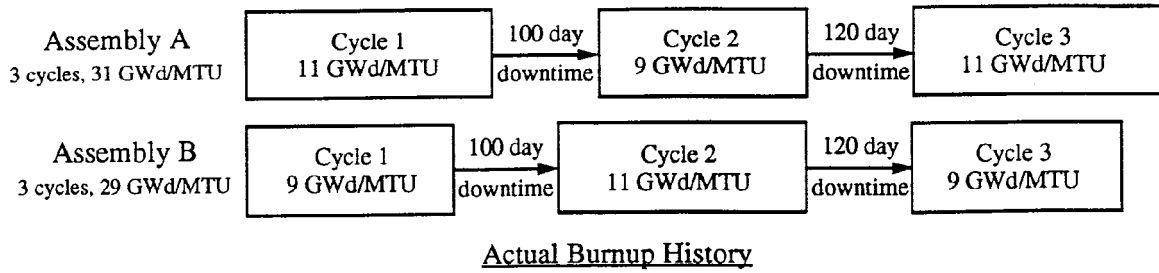 Assembly A
3 cycles, 31 GWd/MTU
Cycle 1
11 GWd/MTU
100 day
downtime
Cycle 2
9 GWd/MTU
120 day
downtime
Cycle 3
11 GWd/MTU
Assembly B
3 cycles, 29 GWd/MTU
Cycle 1
9 GWd/MTU
100 day
downtime
Cycle 2
11 GWd/MTU
120 day
downtime
Cycle 3
9 GWd/MTU
Actual Burnup History